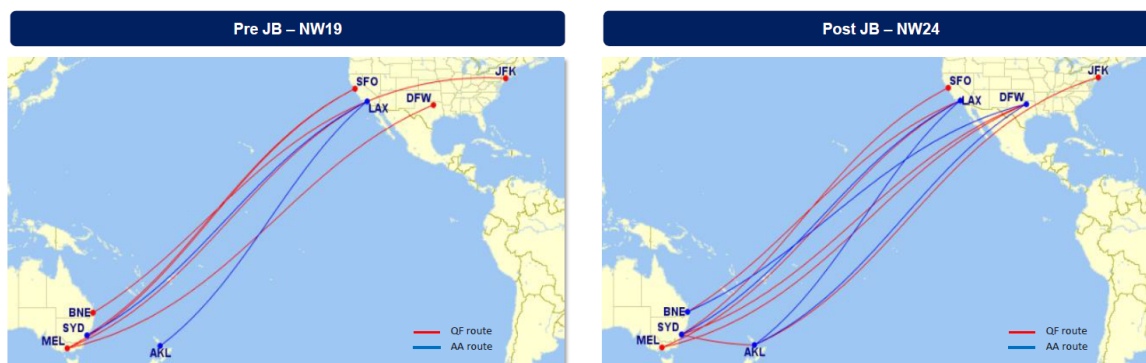 Pre JB – NW19
SFO
JFK
LAX
DFW
BNE
SYD
MEL
AKL
QF route
AA route
Post JB – NW24
SFO
JFK
LAX
DFW
BNE
SYD
MEL
AKL
QF route
AA route